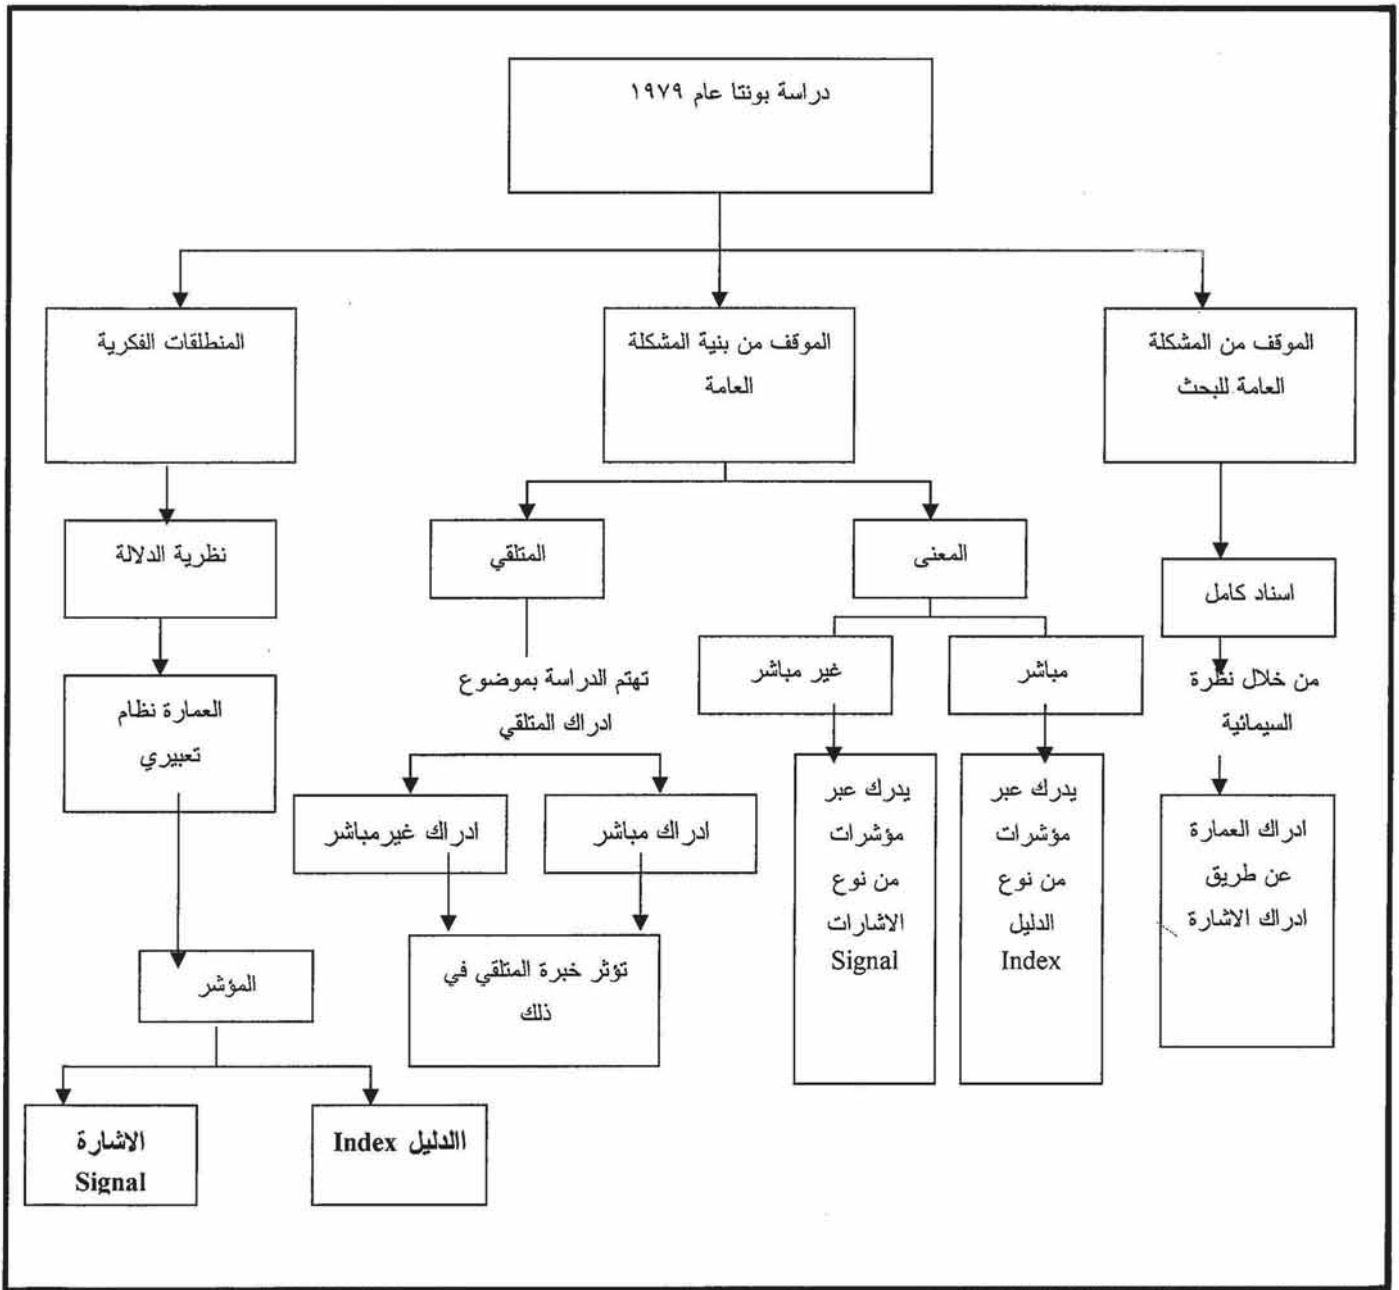 دراسة بونتا عام ١٩٧٩
الموقف من المشكلة
العامة للبحث
الموقف من بنية المشكلة
العامة
المنطلقات الفكرية
اسناد كامل
من خلال نظرة
السيمائية
ادراك العمارة
عن طريق
ادراك الاشارة
المعنى
مباشر
غير مباشر
يدرك عبر
مؤشرات
من نوع
الدليل
Index
يدرك عبر
مؤشرات
من نوع
الاشارات
Signal
المتلقي
تهتم الدراسة بموضوع
ادراك المتلقي
ادراك مباشر
ادراك غيرمباشر
تؤثر خبرة المتلقي في
ذلك
نظرية الدلالة
العمارة نظام
تعبيري
المؤشر
االدليل Index
الاشارة
Signal